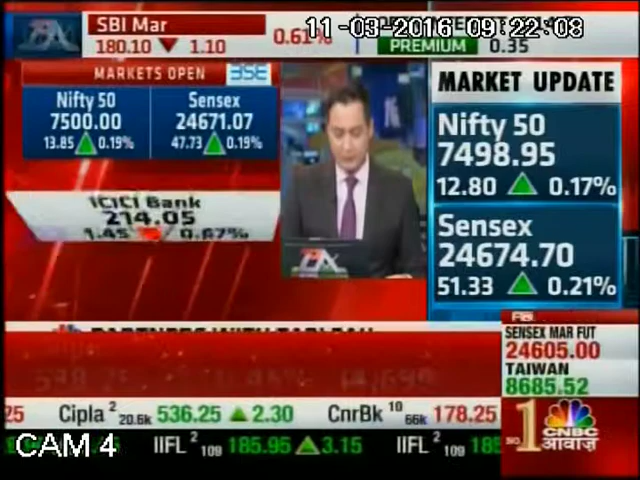 SBI Mar
180.10 1.10 0.61%
11-03-2016 09:22:08
PREMIUM 0.35
MARKETS OPEN BSE
Nifty 50
7500.00
13.85 0.19%
Sensex
24671.07
47.73 0.19%
ICICI Bank
214.05
1.45 0.67%
MARKET UPDATE
Nifty 50
7498.95
12.80 0.17%
Sensex
24674.70
51.33 0.21%
SENSEX MAR FUT
24605.00
TAIWAN
8685.52
25 Cipla 2 20.6k 536.25 2.30 CnrBk 10 66k 178.25
IIFL 2 109 185.95 3.15 IIFL 2 109 185
CAM 4
NO. 1
CNBC
आवाज़